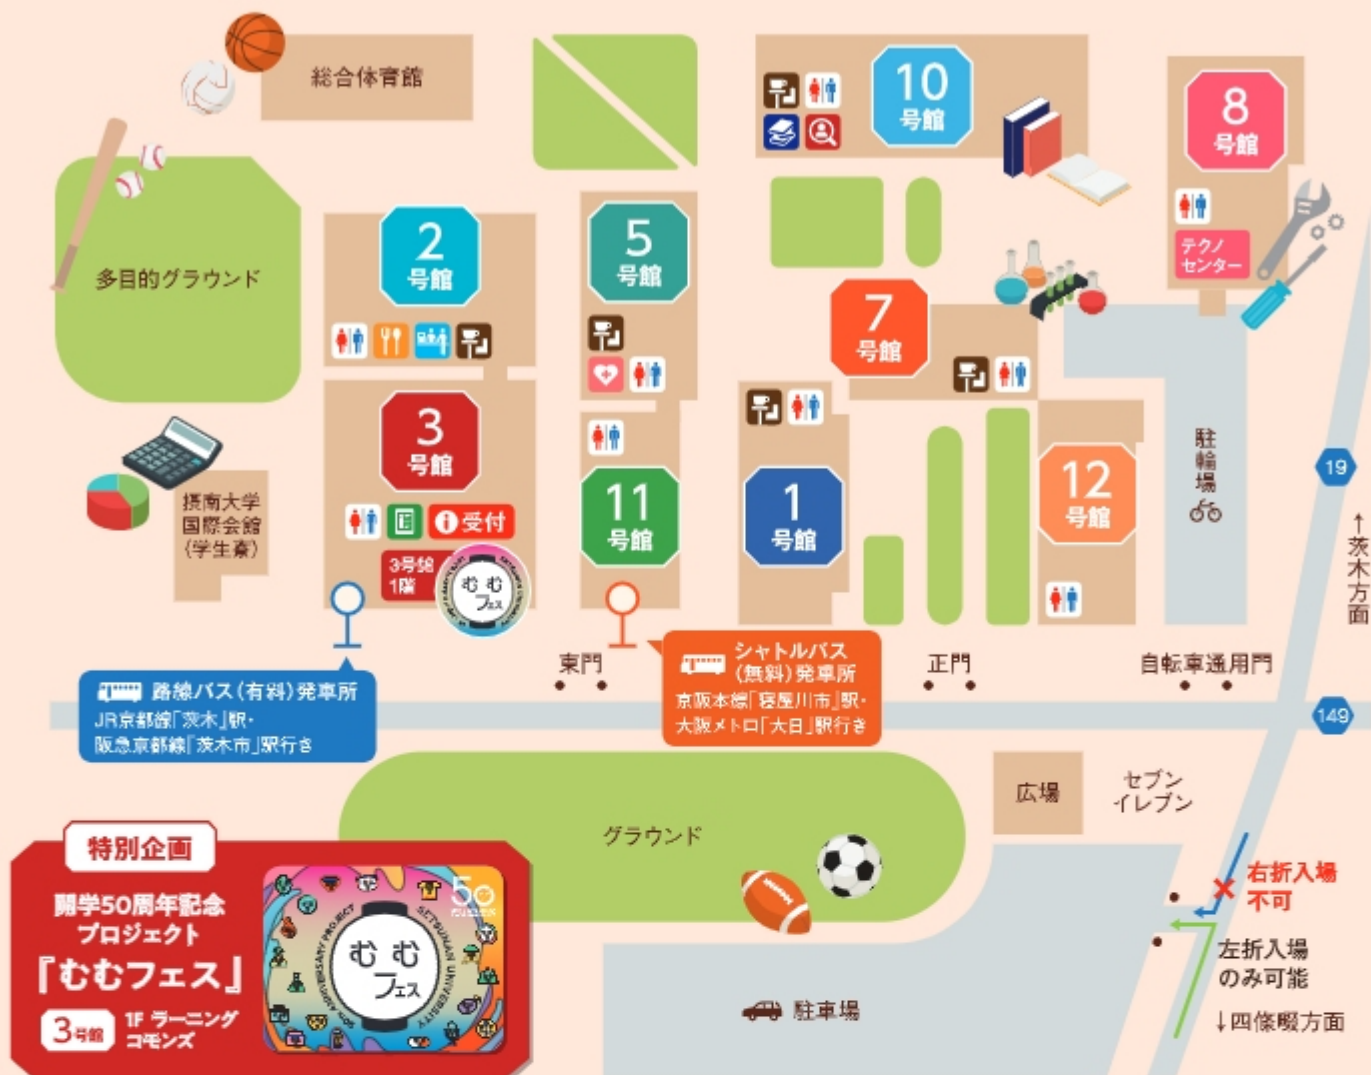 総合体育館
10
号館
8
号館
テクノ
センター
多目的グラウンド
2
号館
5
号館
7
号館
3
号館
受付
3号館
1階
むむ
フェス
11
号館
1
号館
12
号館
駐輪場
19
↑茨木方面
摂南大学
国際会館
(学生寮)
路線バス(有料)発車所
JR京都線「茨木」駅・
阪急京都線「茨木市」駅行き
東門
シャトルバス
(無料)発車所
京阪本線「寝屋川市」駅・
大阪メトロ「大日」駅行き
正門
自転車通用門
149
グラウンド
広場
セブン
イレブン
右折入場
不可
左折入場
のみ可能
↓四條畷方面
駐車場
特別企画
開学50周年記念
プロジェクト
『むむフェス』
3号館
1F ラーニング
コモンズ
50
50th ANNIVERSARY PROJECT
SETSUNAN UNIVERSITY
むむ
フェス